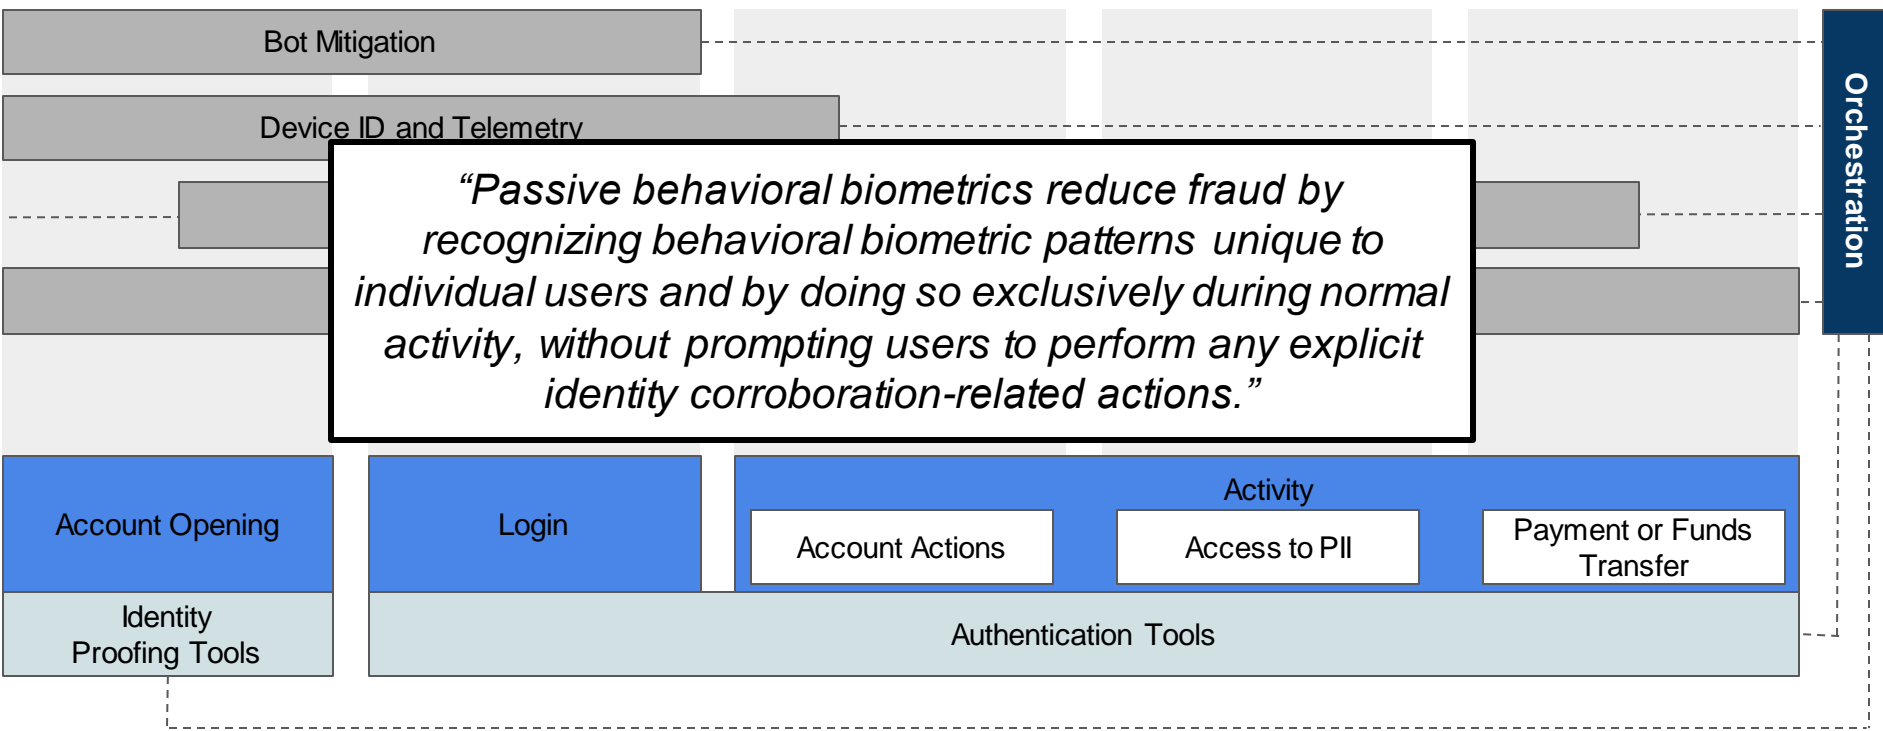 Bot Mitigation
Device ID and Telemetry
Orchestration
“Passive behavioral biometrics reduce fraud by
recognizing behavioral biometric patterns unique to
individual users and by doing so exclusively during normal
activity, without prompting users to perform any explicit
identity corroboration-related actions.”
Account Opening
Login
Activity
Account Actions
Access to PII
Payment or Funds
Transfer
Identity
Proofing Tools
Authentication Tools